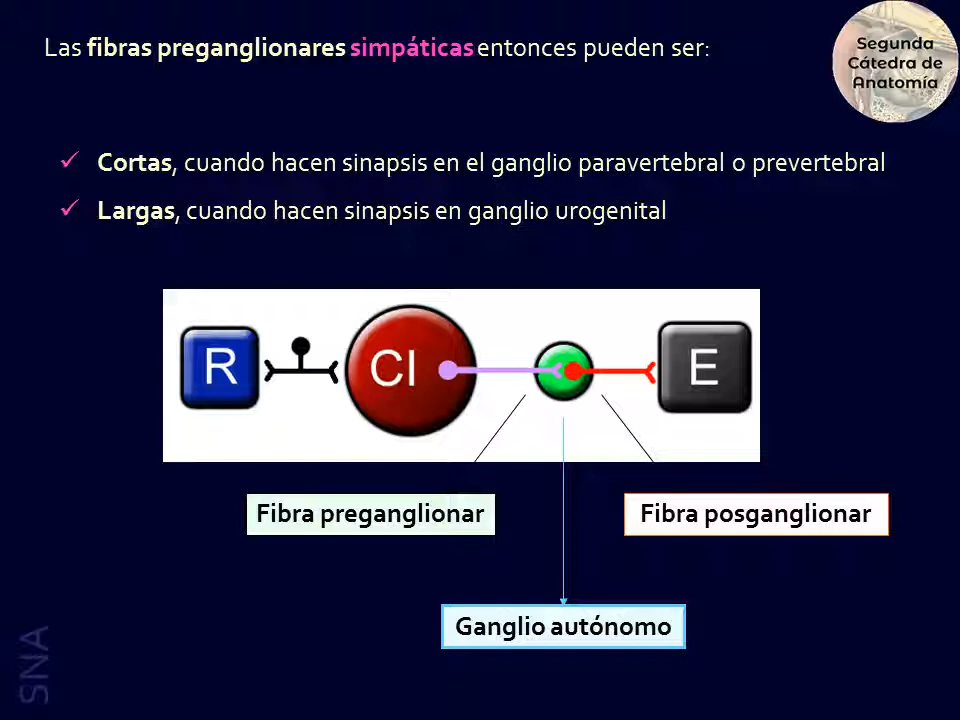 Las fibras preganglionares simpáticas entonces pueden ser:
Segunda
Cátedra de
Anatomía
Cortas, cuando hacen sinapsis en el ganglio paravertebral o prevertebral
Largas, cuando hacen sinapsis en ganglio urogenital
R
CI
E
Fibra preganglionar
Fibra posganglionar
Ganglio autónomo
SNA